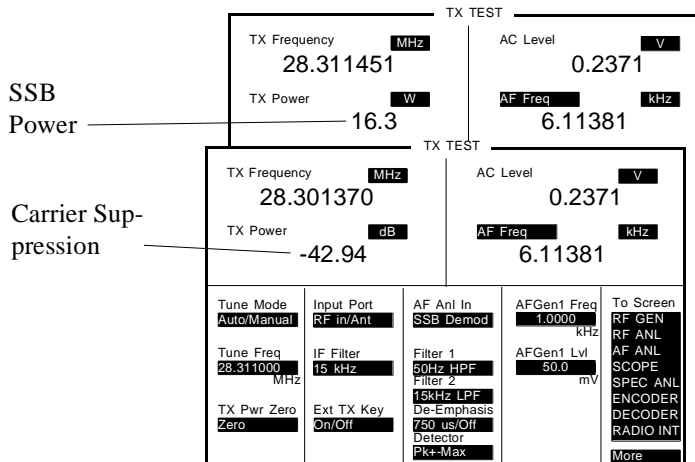 TX TEST
TX Frequency MHz AC Level V
28.311451 0.2371
TX Power W AF Freq kHz
16.3 6.11381
SSB
Power
TX TEST
TX Frequency MHz AC Level V
28.301370 0.2371
TX Power dB AF Freq kHz
-42.94 6.11381
Carrier Sup-
pression
Tune Mode
Auto/Manual
Tune Freq
28.311000
MHz
TX Pwr Zero
Zero
Input Port
RF in/Ant
IF Filter
15 kHz
Ext TX Key
On/Off
AF Anl In
SSB Demod
Filter 1
50Hz HPF
Filter 2
15kHz LPF
De-Emphasis
750 us/Off
Detector
Pk+-Max
AFGen1 Freq
1.0000
kHz
AFGen1 Lvl
50.0
mV
To Screen
RF GEN
RF ANL
AF ANL
SCOPE
SPEC ANL
ENCODER
DECODER
RADIO INT
More